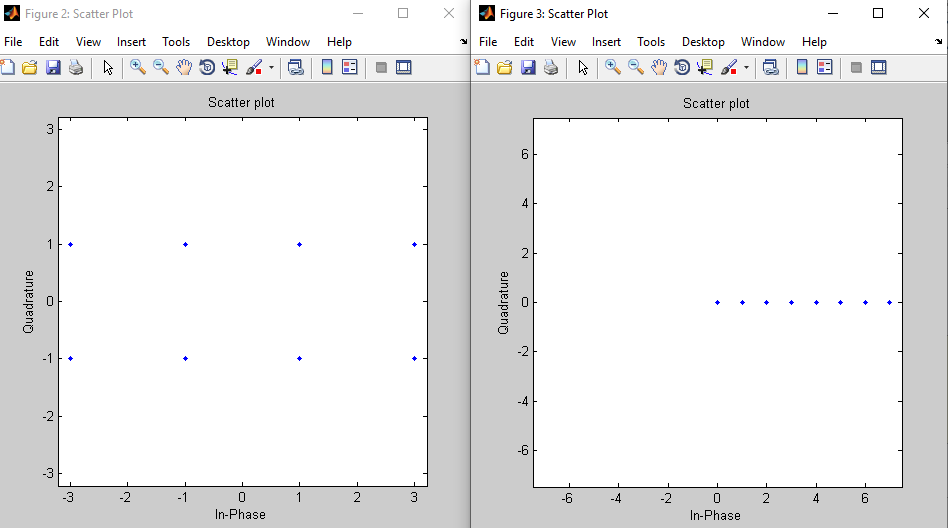 Figure 2: Scatter Plot
File Edit View Insert Tools Desktop Window Help
Scatter plot
3
2
1
0
-1
-2
-3
Quadrature
-3 -2 -1 0 1 2 3
In-Phase
Figure 3: Scatter Plot
File Edit View Insert Tools Desktop Window Help
Scatter plot
6
4
2
0
-2
-4
-6
Quadrature
-6 -4 -2 0 2 4 6
In-Phase